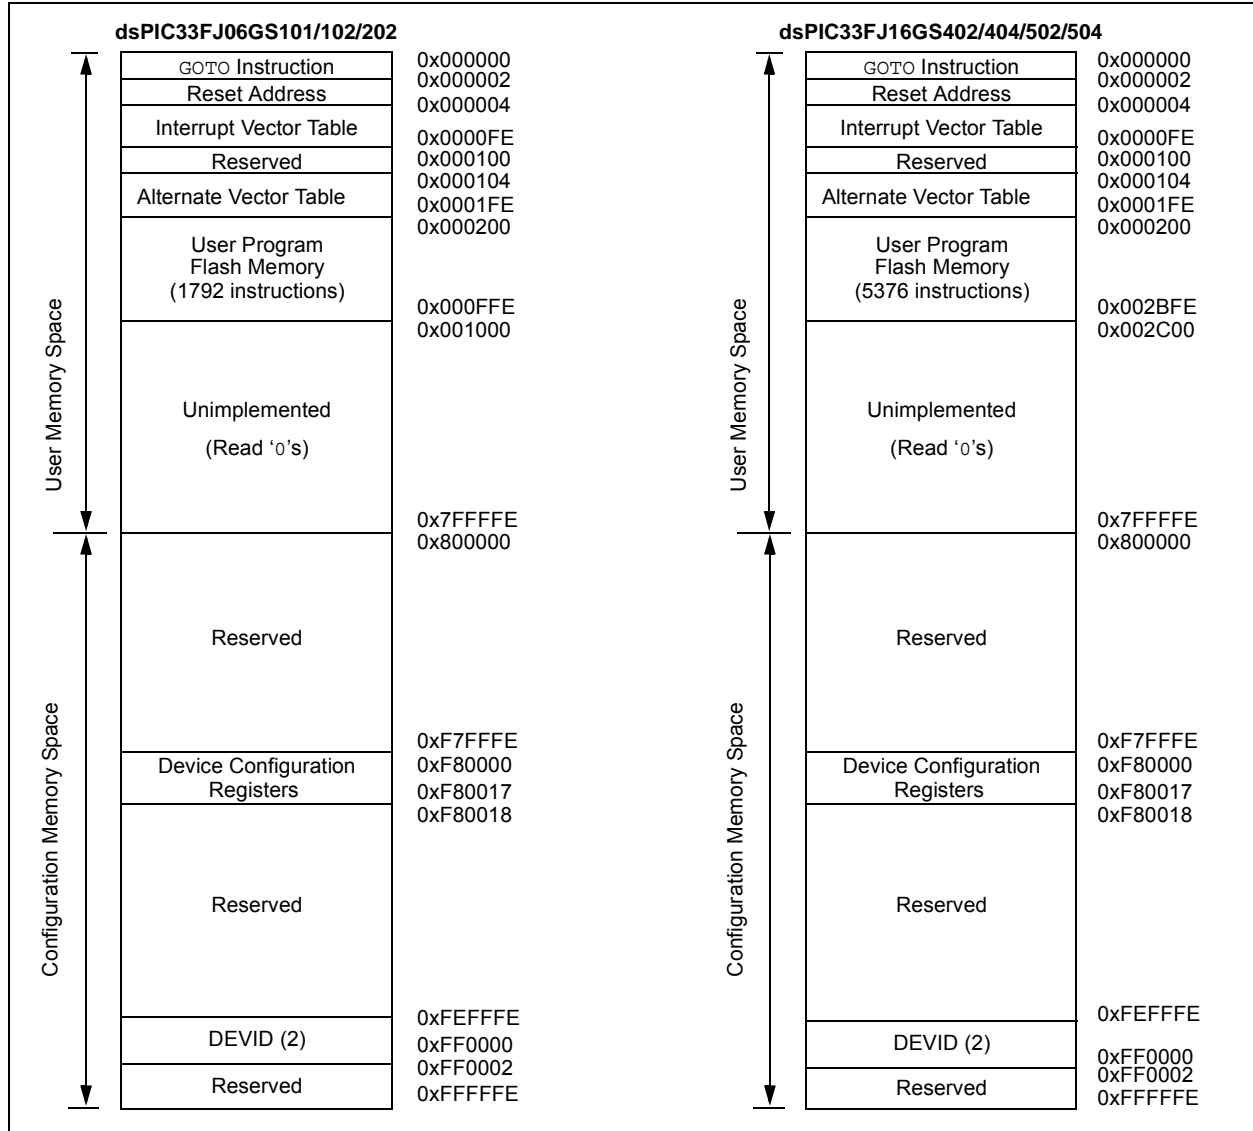 dsPIC33FJ06GS101/102/202
GOTO Instruction
0x000000
0x000002
Reset Address
0x000004
Interrupt Vector Table
0x0000FE
Reserved
0x000100
0x000104
Alternate Vector Table
0x0001FE
0x000200
User Program
Flash Memory
(1792 instructions)
0x000FFE
0x001000
User Memory Space
Unimplemented
(Read ‘0’s)
0x7FFFFE
0x800000
Reserved
0xF7FFFE
Device Configuration
Registers
0xF80000
0xF80017
0xF80018
Configuration Memory Space
Reserved
0xFEFFFE
DEVID (2)
0xFF0000
0xFF0002
Reserved
0xFFFFFE
dsPIC33FJ16GS402/404/502/504
GOTO Instruction
0x000000
0x000002
Reset Address
0x000004
Interrupt Vector Table
0x0000FE
Reserved
0x000100
0x000104
Alternate Vector Table
0x0001FE
0x000200
User Program
Flash Memory
(5376 instructions)
0x002BFE
0x002C00
User Memory Space
Unimplemented
(Read ‘0’s)
0x7FFFFE
0x800000
Reserved
0xF7FFFE
Device Configuration
Registers
0xF80000
0xF80017
0xF80018
Configuration Memory Space
Reserved
0xFEFFFE
DEVID (2)
0xFF0000
0xFF0002
Reserved
0xFFFFFE